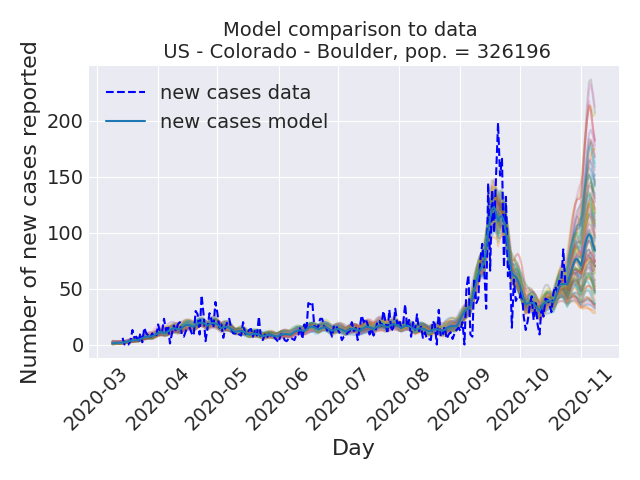 Model comparison to data
US - Colorado - Boulder, pop. = 326196
new cases data
new cases model
Number of new cases reported
200
150
100
50
0
2020-03
2020-04
2020-05
2020-06
2020-07
2020-08
2020-09
2020-10
2020-11
Day